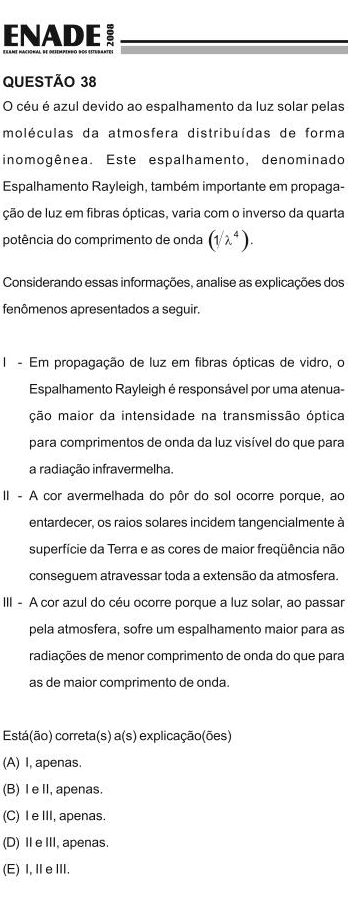 ENADE 2008
EXAME NACIONAL DE DESEMPENHO DOS ESTUDANTES
QUESTÃO 38
O céu é azul devido ao espalhamento da luz solar pelas
moléculas da atmosfera distribuídas de forma
inomogênea. Este espalhamento, denominado
Espalhamento Rayleigh, também importante em propaga-
ção de luz em fibras ópticas, varia com o inverso da quarta
potência do comprimento de onda (1/λ⁴).
Considerando essas informações, analise as explicações dos
fenômenos apresentados a seguir.
I - Em propagação de luz em fibras ópticas de vidro, o
Espalhamento Rayleigh é responsável por uma atenua-
ção maior da intensidade na transmissão óptica
para comprimentos de onda da luz visível do que para
a radiação infravermelha.
II - A cor avermelhada do pôr do sol ocorre porque, ao
entardecer, os raios solares incidem tangencialmente à
superfície da Terra e as cores de maior freqüência não
conseguem atravessar toda a extensão da atmosfera.
III - A cor azul do céu ocorre porque a luz solar, ao passar
pela atmosfera, sofre um espalhamento maior para as
radiações de menor comprimento de onda do que para
as de maior comprimento de onda.
Está(ão) correta(s) a(s) explicação(ões)
(A) I, apenas.
(B) I e II, apenas.
(C) I e III, apenas.
(D) II e III, apenas.
(E) I, II e III.